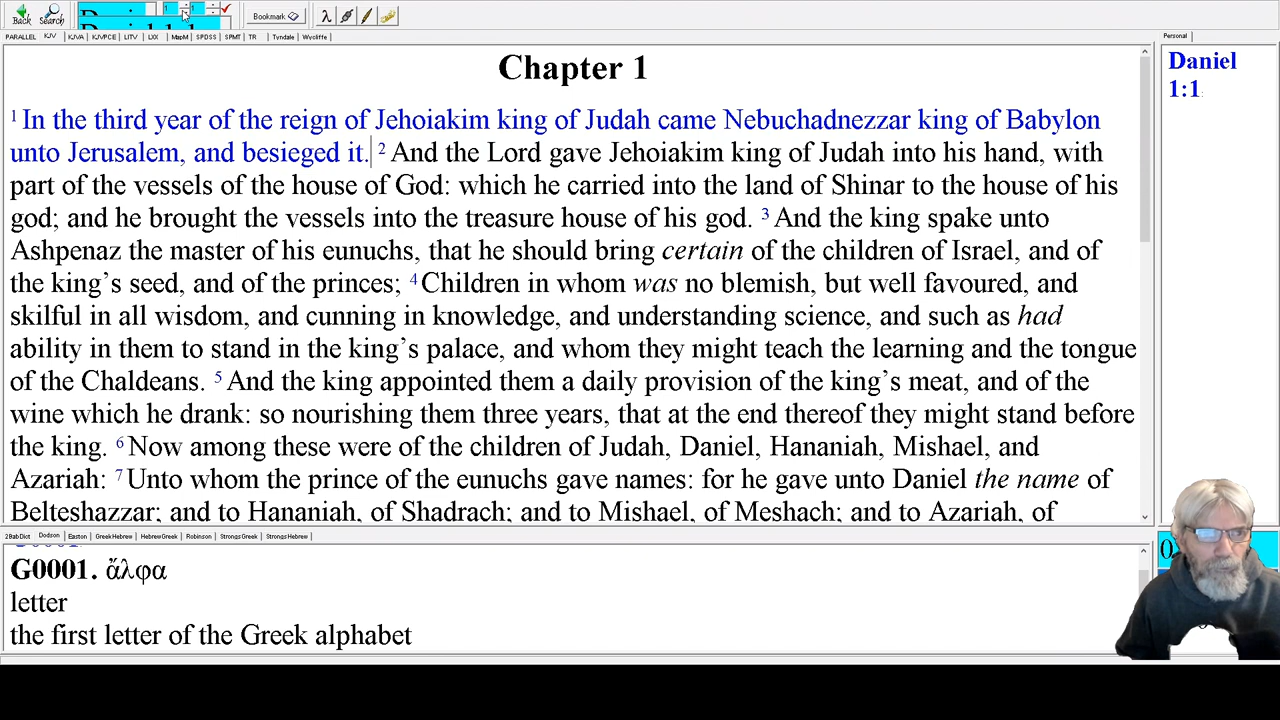 Back Search Bookmark
PARALLEL KJV KJVA KJVPCE LITV LXX MapM SPDSS SPMT TR Tyndale Wycliffe
Personal
Chapter 1
1 In the third year of the reign of Jehoiakim king of Judah came Nebuchadnezzar king of Babylon
unto Jerusalem, and besieged it. 2 And the Lord gave Jehoiakim king of Judah into his hand, with
part of the vessels of the house of God: which he carried into the land of Shinar to the house of his
god; and he brought the vessels into the treasure house of his god. 3 And the king spake unto
Ashpenaz the master of his eunuchs, that he should bring certain of the children of Israel, and of
the king’s seed, and of the princes; 4 Children in whom was no blemish, but well favoured, and
skilful in all wisdom, and cunning in knowledge, and understanding science, and such as had
ability in them to stand in the king’s palace, and whom they might teach the learning and the tongue
of the Chaldeans. 5 And the king appointed them a daily provision of the king’s meat, and of the
wine which he drank: so nourishing them three years, that at the end thereof they might stand before
the king. 6 Now among these were of the children of Judah, Daniel, Hananiah, Mishael, and
Azariah: 7 Unto whom the prince of the eunuchs gave names: for he gave unto Daniel the name of
Belteshazzar; and to Hananiah, of Shadrach; and to Mishael, of Meshach; and to Azariah, of
Daniel
1:1
2BabDict Dodson Easton GreekHebrew HebrewGreek Robinson StrongsGreek StrongsHebrew
G0001. ἄλφα
letter
the first letter of the Greek alphabet